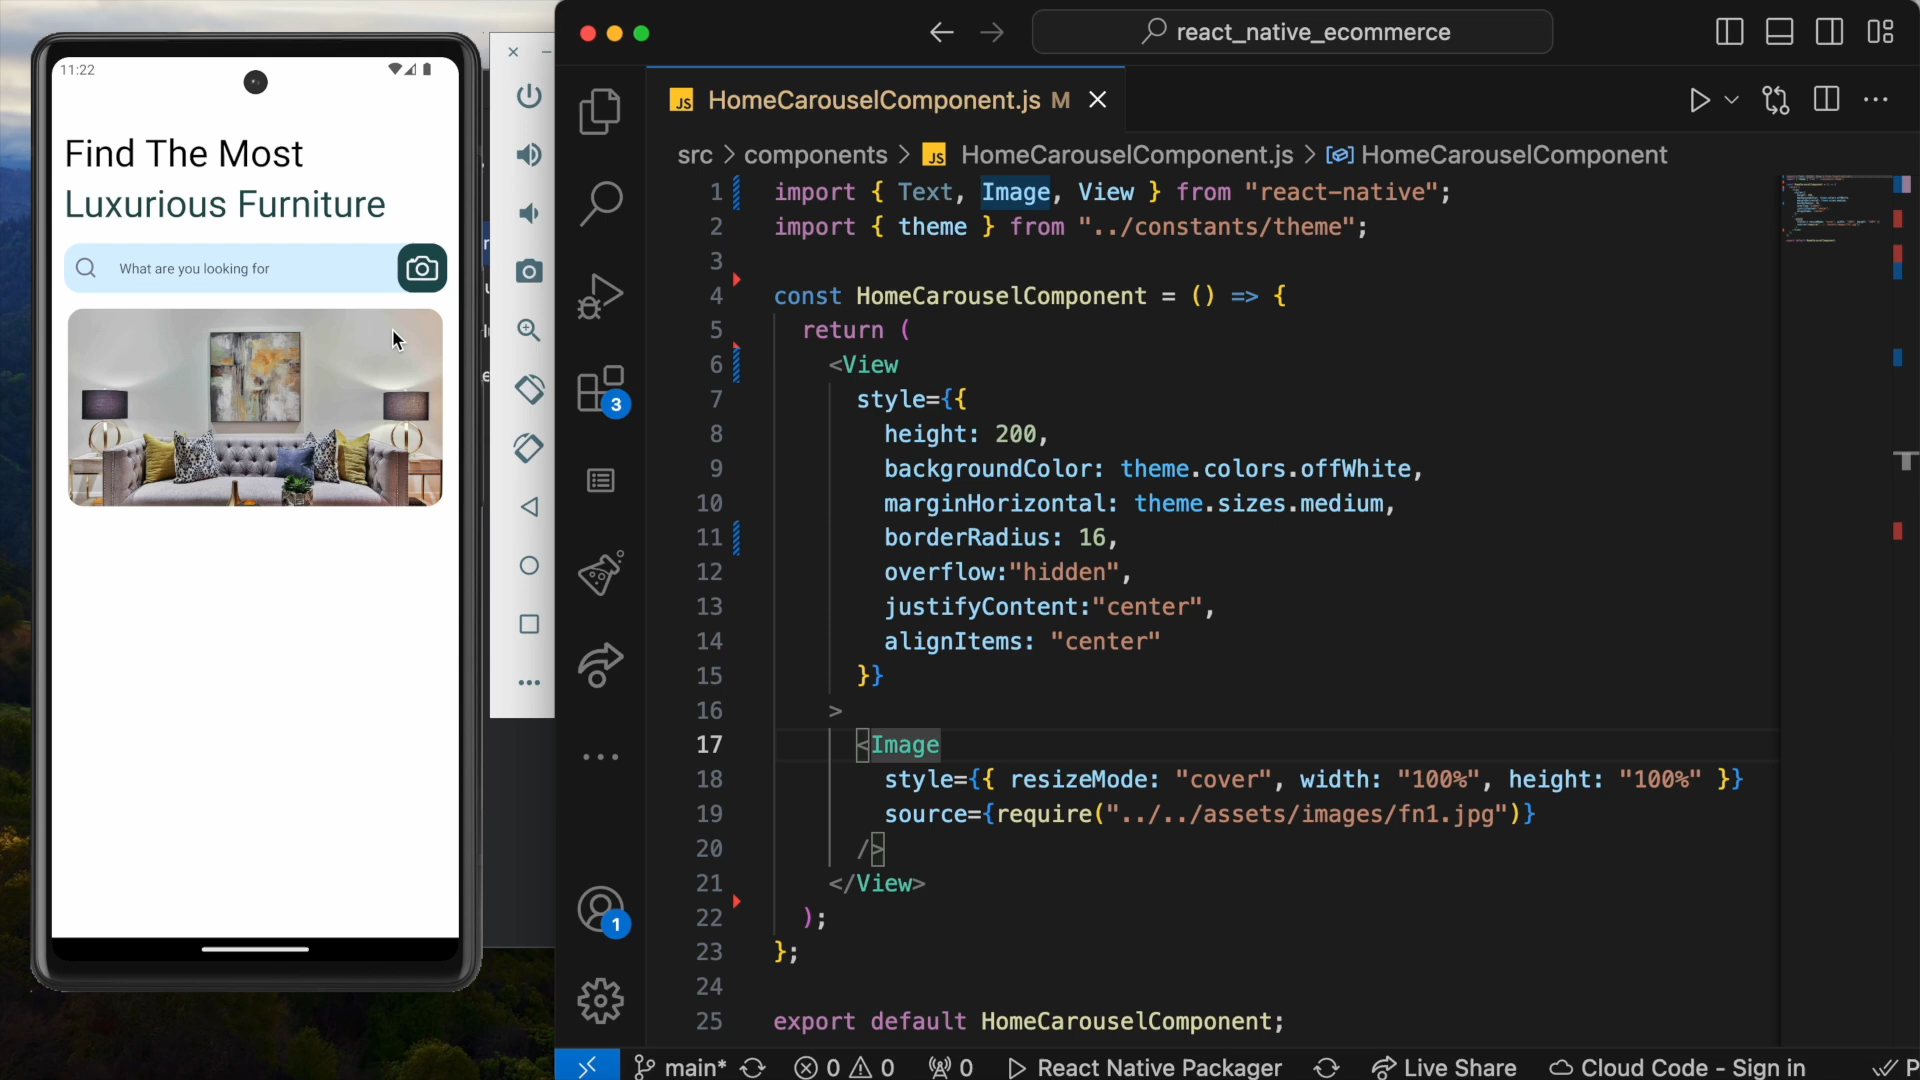 11:22
Find The Most
Luxurious Furniture
What are you looking for
react_native_ecommerce
JS HomeCarouselComponent.js M
src > components > JS HomeCarouselComponent.js > HomeCarouselComponent
1 import { Text, Image, View } from "react-native";
2 import { theme } from "../constants/theme";
3
4 const HomeCarouselComponent = () => {
5 return (
6 <View
7 style={{
8 height: 200,
9 backgroundColor: theme.colors.offWhite,
10 marginHorizontal: theme.sizes.medium,
11 borderRadius: 16,
12 overflow:"hidden",
13 justifyContent:"center",
14 alignItems: "center"
15 }}
16 >
17 <Image
18 style={{ resizeMode: "cover", width: "100%", height: "100%" }}
19 source={require("../../assets/images/fn1.jpg")}
20 />
21 </View>
22 );
23 };
24
25 export default HomeCarouselComponent;
3
1
main* 0 0 0 React Native Packager Live Share Cloud Code - Sign in P